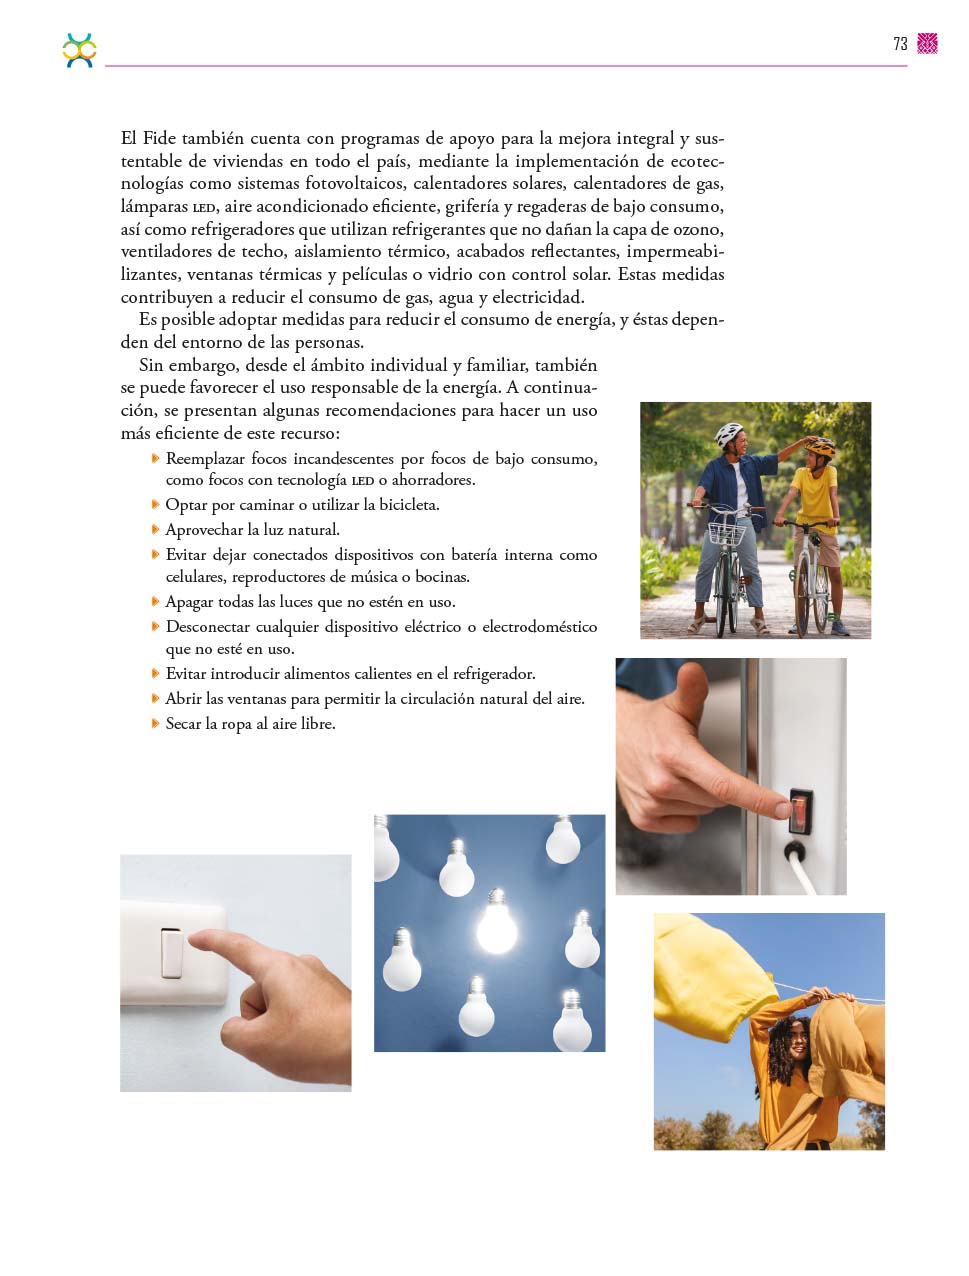 73
El Fide también cuenta con programas de apoyo para la mejora integral y sus-
tentable de viviendas en todo el país, mediante la implementación de ecotec-
nologías como sistemas fotovoltaicos, calentadores solares, calentadores de gas,
lámparas LED, aire acondicionado eficiente, grifería y regaderas de bajo consumo,
así como refrigeradores que utilizan refrigerantes que no dañan la capa de ozono,
ventiladores de techo, aislamiento térmico, acabados reflectantes, impermeabi-
lizantes, ventanas térmicas y películas o vidrio con control solar. Estas medidas
contribuyen a reducir el consumo de gas, agua y electricidad.
Es posible adoptar medidas para reducir el consumo de energía, y éstas depen-
den del entorno de las personas.
Sin embargo, desde el ámbito individual y familiar, también
se puede favorecer el uso responsable de la energía. A continua-
ción, se presentan algunas recomendaciones para hacer un uso
más eficiente de este recurso:
Reemplazar focos incandescentes por focos de bajo consumo,
como focos con tecnología LED o ahorradores.
Optar por caminar o utilizar la bicicleta.
Aprovechar la luz natural.
Evitar dejar conectados dispositivos con batería interna como
celulares, reproductores de música o bocinas.
Apagar todas las luces que no estén en uso.
Desconectar cualquier dispositivo eléctrico o electrodoméstico
que no esté en uso.
Evitar introducir alimentos calientes en el refrigerador.
Abrir las ventanas para permitir la circulación natural del aire.
Secar la ropa al aire libre.